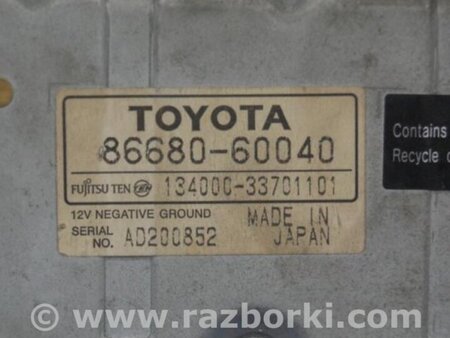 TOYOTA
86680-60040
FUJITSU TEN TEN 134000-33701101
12V NEGATIVE GROUND MADE IN
SERIAL NO. AD200852 JAPAN
Contains
Recycle o
© www.razborki.com